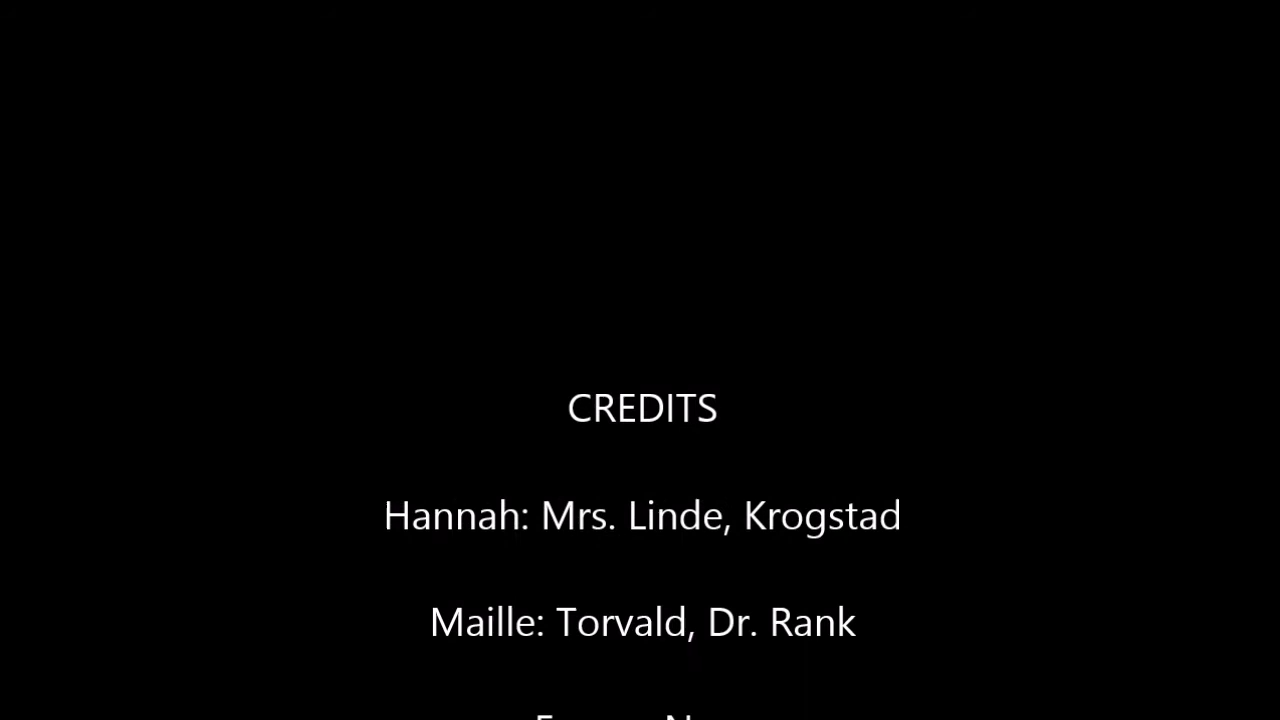 CREDITS
Hannah: Mrs. Linde, Krogstad
Maille: Torvald, Dr. Rank